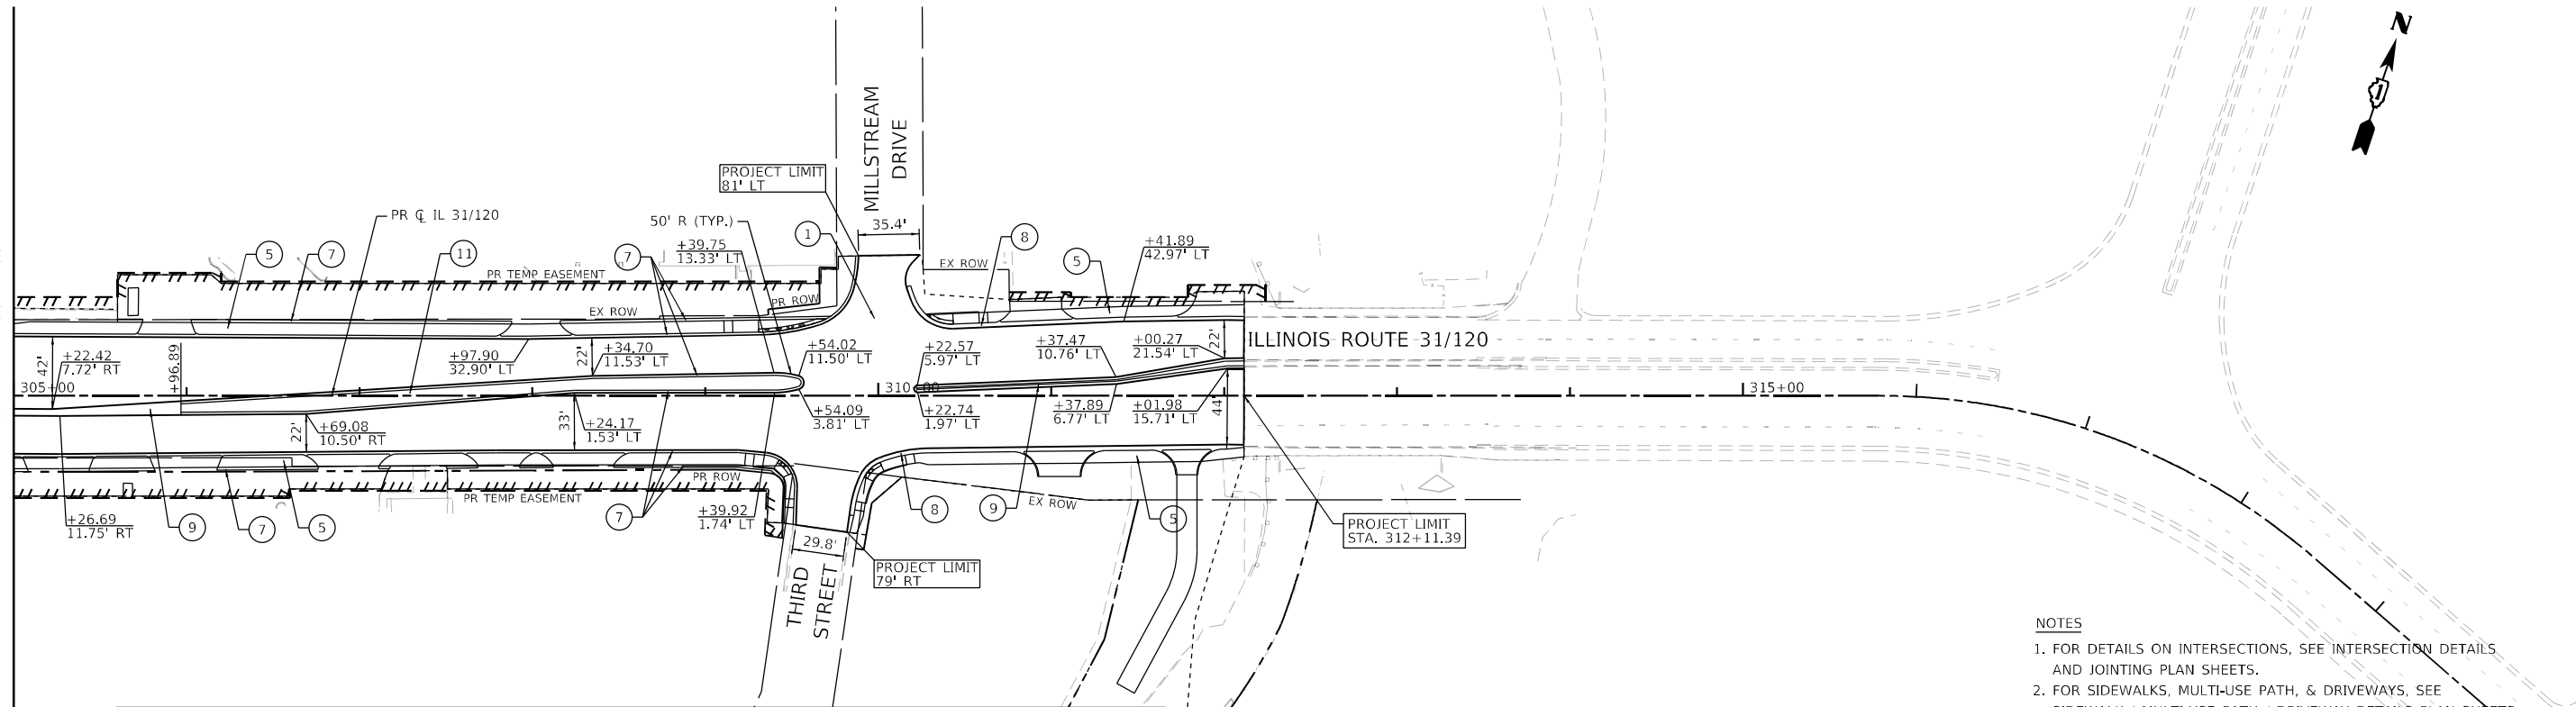 N
1
MILLSTREAM
DRIVE
PROJECT LIMIT
81' LT
PR ℄ IL 31/120
50' R (TYP.)
1
35.4'
8
+39.75
13.33' LT
+41.89
42.97' LT
5
7
11
7
5
PR TEMP EASEMENT
EX ROW
PR ROW
EX ROW
42'
+22.42
7.72' RT
+96.89
+97.90
32.90' LT
22'
+34.70
11.53' LT
+54.02
11.50' LT
+22.57
5.97' LT
+37.47
10.76' LT
+00.27
21.54' LT
22'
ILLINOIS ROUTE 31/120
305+00
310+00
315+00
22'
+69.08
10.50' RT
33'
+24.17
1.53' LT
+54.09
3.81' LT
+22.74
1.97' LT
+37.89
6.77' LT
+01.98
15.71' LT
44'
PR ROW
PR TEMP EASEMENT
EX ROW
+26.69
11.75' RT
9
7
5
7
+39.92
1.74' LT
8
9
5
29.8'
PROJECT LIMIT
79' RT
PROJECT LIMIT
STA. 312+11.39
THIRD
STREET
NOTES
1. FOR DETAILS ON INTERSECTIONS, SEE INTERSECTION DETAILS
AND JOINTING PLAN SHEETS.
2. FOR SIDEWALKS, MULTI-USE PATH, & DRIVEWAYS, SEE